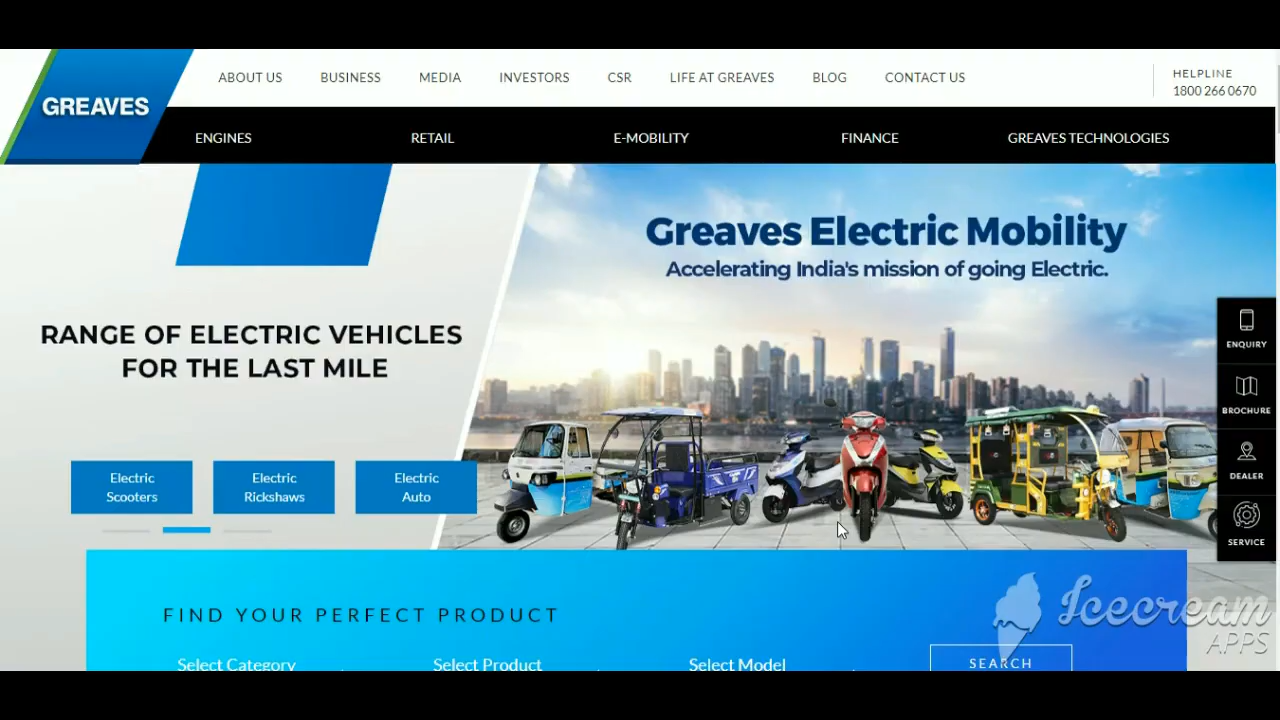 GREAVES
ABOUT US BUSINESS MEDIA INVESTORS CSR LIFE AT GREAVES BLOG CONTACT US
HELPLINE
1800 266 0670
ENGINES RETAIL E-MOBILITY FINANCE GREAVES TECHNOLOGIES
Greaves Electric Mobility
Accelerating India's mission of going Electric.
RANGE OF ELECTRIC VEHICLES
FOR THE LAST MILE
Electric
Scooters
Electric
Rickshaws
Electric
Auto
ENQUIRY
BROCHURE
DEALER
SERVICE
FIND YOUR PERFECT PRODUCT
Select Category Select Product Select Model SEARCH
Icecream
APPS